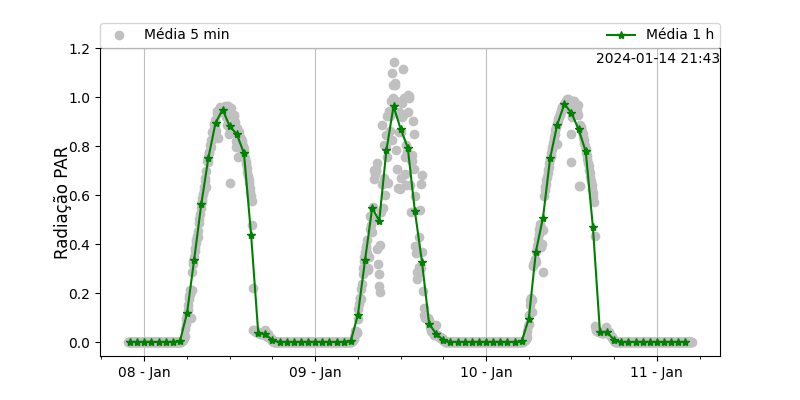 Média 5 min
Média 1 h
2024-01-14 21:43
Radiação PAR
1.2
1.0
0.8
0.6
0.4
0.2
0.0
08 - Jan
09 - Jan
10 - Jan
11 - Jan